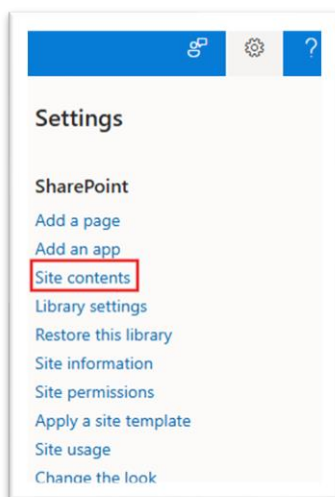 ?
Settings
SharePoint
Add a page
Add an app
Site contents
Library settings
Restore this library
Site information
Site permissions
Apply a site template
Site usage
Change the look